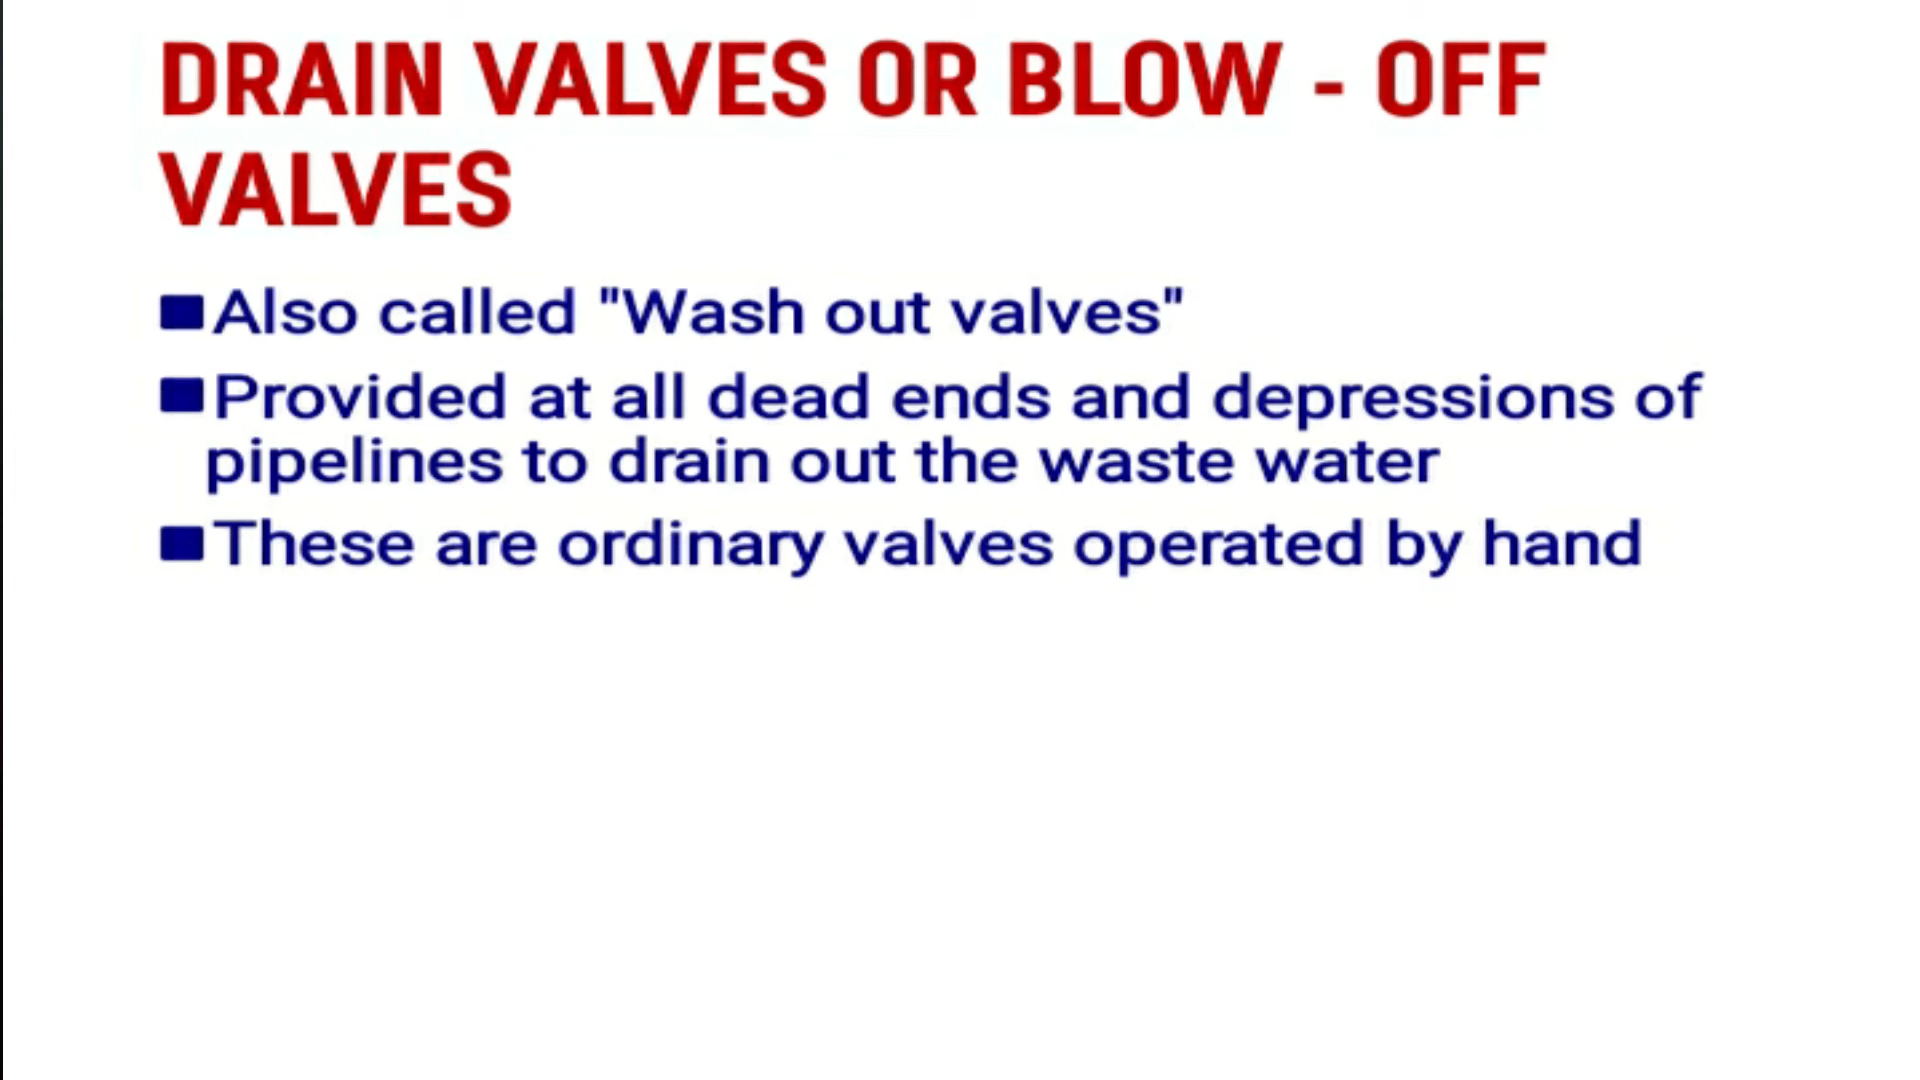 DRAIN VALVES OR BLOW - OFF
VALVES
Also called "Wash out valves"
Provided at all dead ends and depressions of
pipelines to drain out the waste water
These are ordinary valves operated by hand